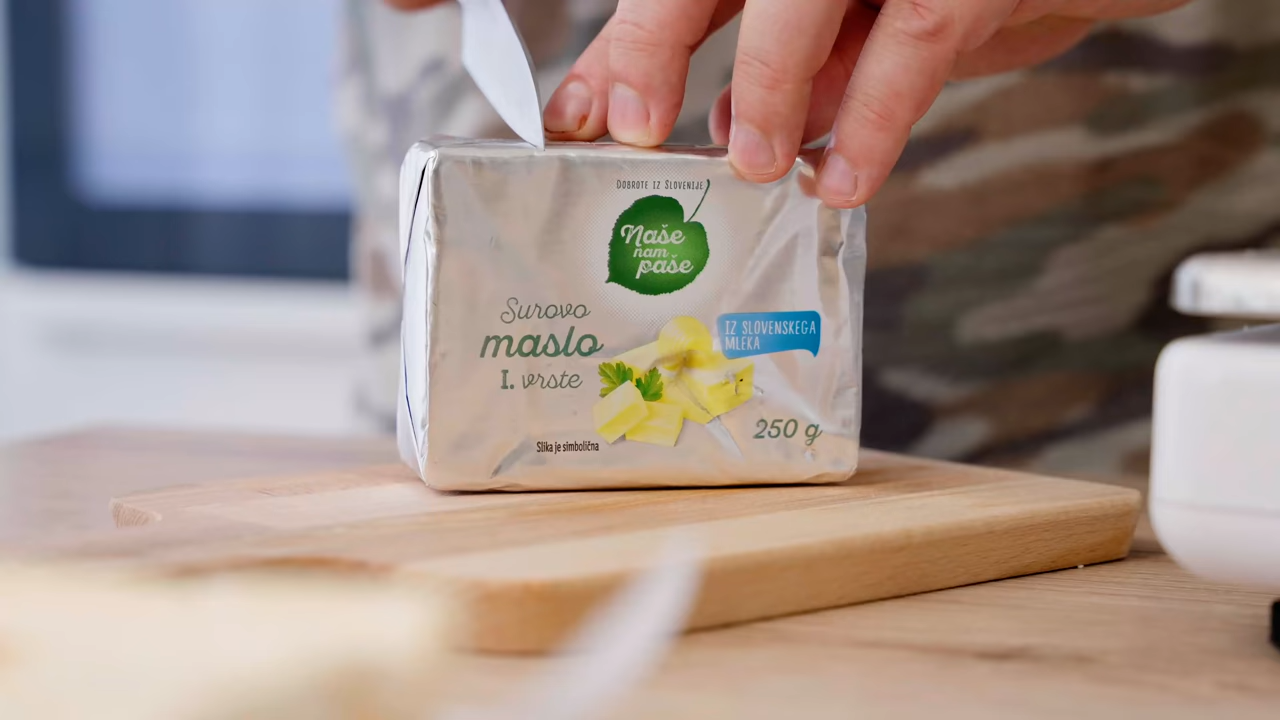 DOBROTE IZ SLOVENIJE
Naše
nam
paše
Surovo
maslo
I. vrste
IZ SLOVENSKEGA
MLEKA
250 g
Slika je simbolična